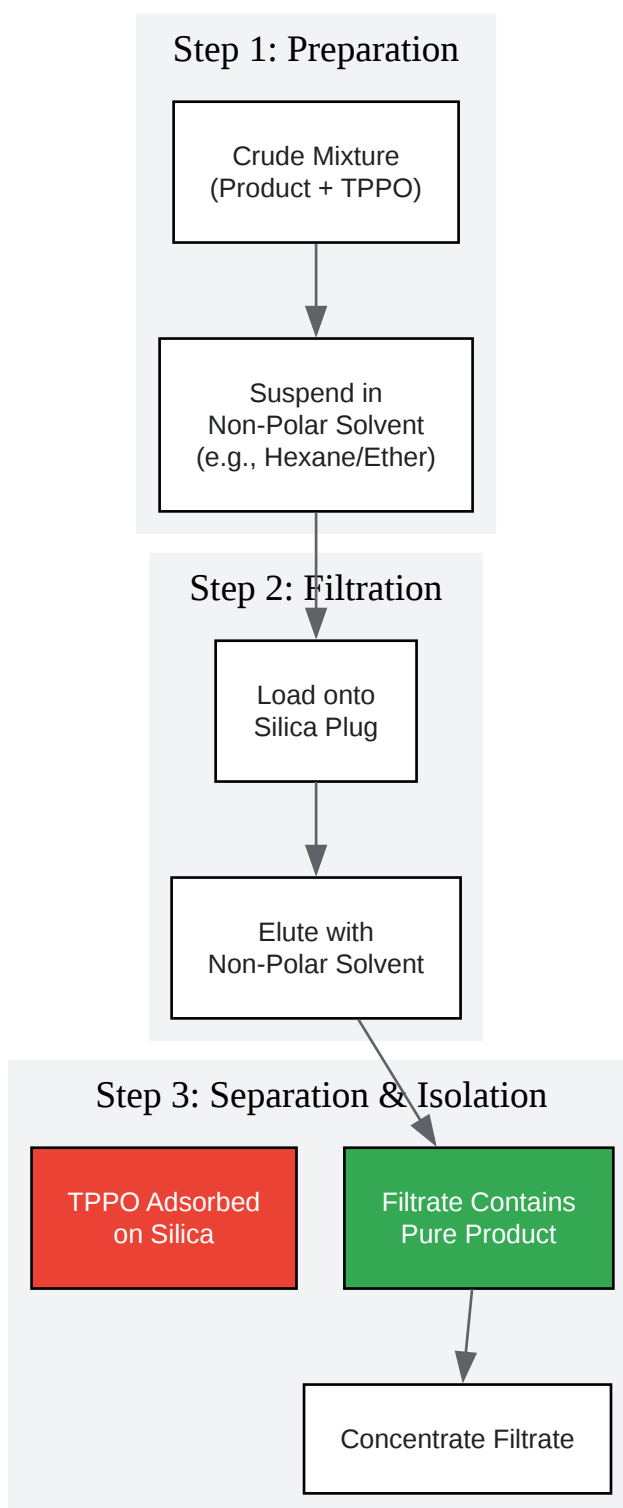 Step 1: Preparation
Crude Mixture
(Product + TPPO)
Suspend in
Non-Polar Solvent
(e.g., Hexane/Ether)
Step 2: Filtration
Load onto
Silica Plug
Elute with
Non-Polar Solvent
Step 3: Separation & Isolation
TPPO Adsorbed
on Silica
Filtrate Contains
Pure Product
Concentrate Filtrate